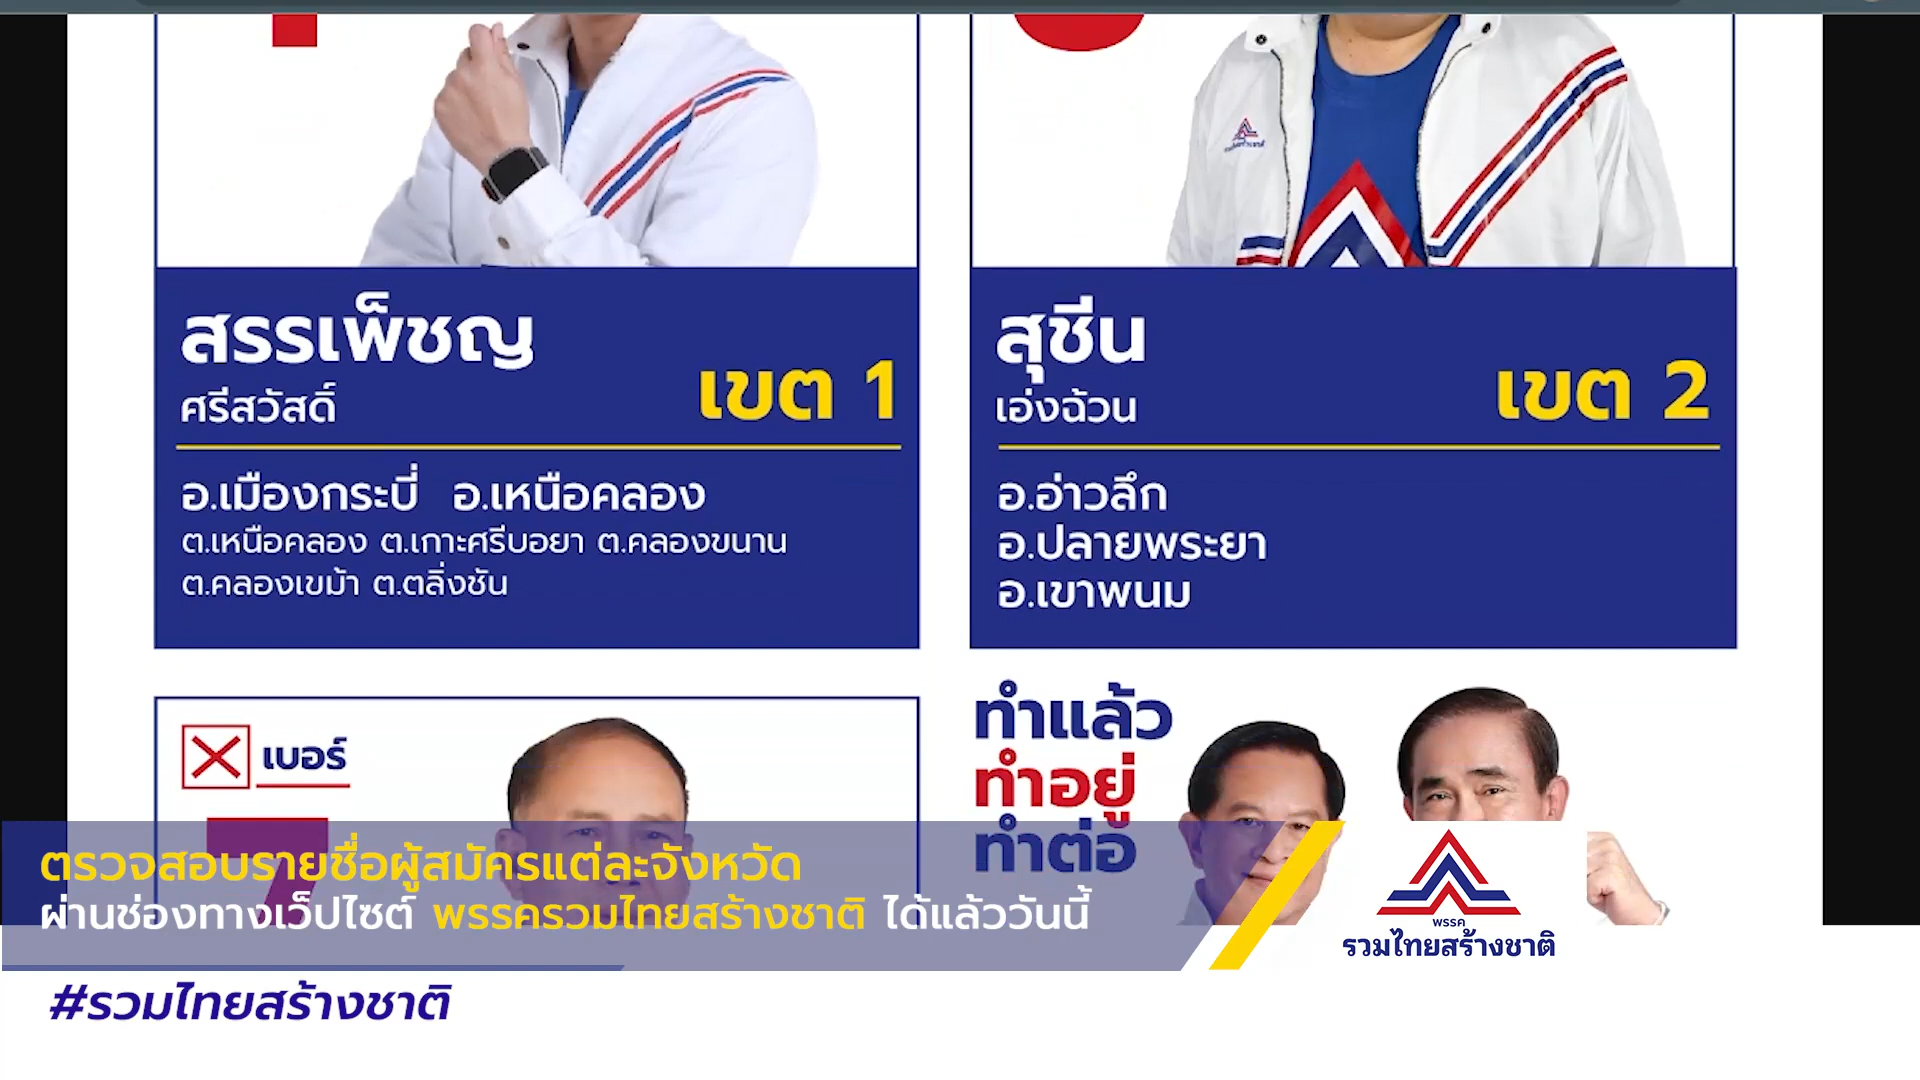 สรรเพ็ชญ
ศรีสวัสดิ์
เขต 1
อ.เมืองกระบี่ อ.เหนือคลอง
ต.เหนือคลอง ต.เกาะศรีบอยา ต.คลองขนาน
ต.คลองเขม้า ต.ตลิ่งชัน
สุชีน
เอ่งฉ้วน
เขต 2
อ.อ่าวลึก
อ.ปลายพระยา
อ.เขาพนม
เบอร์
7
ทำแล้ว
ทำอยู่
ทำต่อ
ตรวจสอบรายชื่อผู้สมัครแต่ละจังหวัด
ผ่านช่องทางเว็ปไซต์ พรรครวมไทยสร้างชาติ ได้แล้ววันนี้
พรรค
รวมไทยสร้างชาติ
#รวมไทยสร้างชาติ